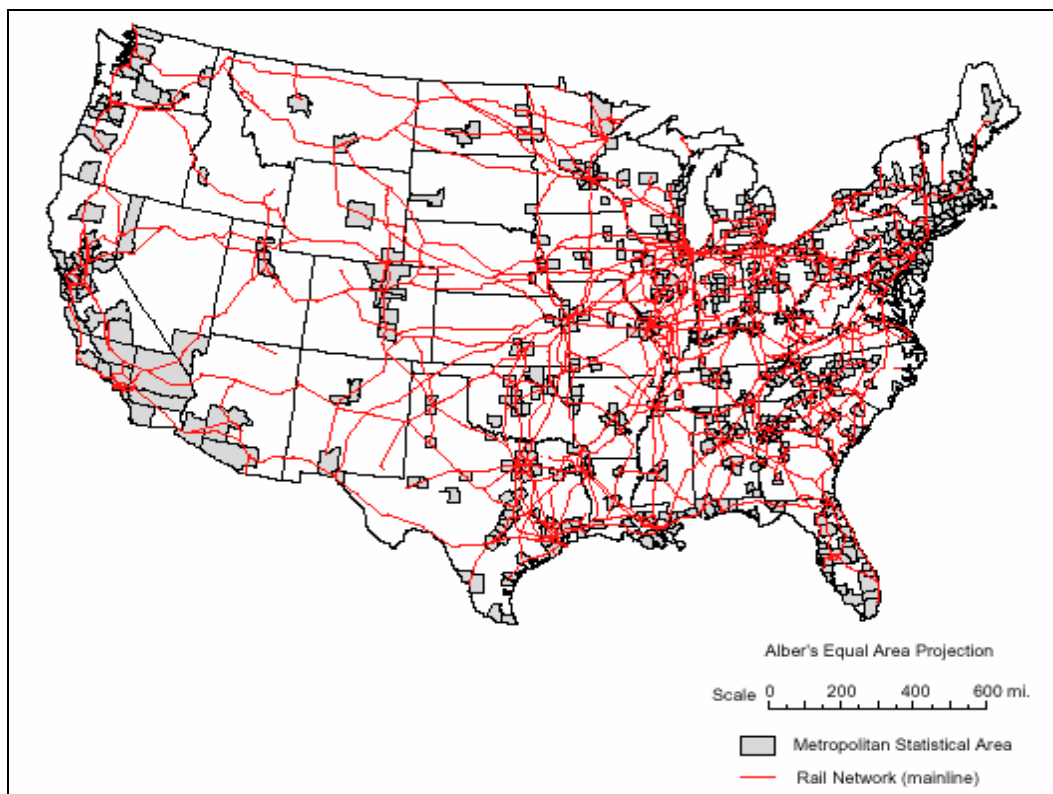 Alber's Equal Area Projection
Scale 0 200 400 600 mi.
Metropolitan Statistical Area
Rail Network (mainline)